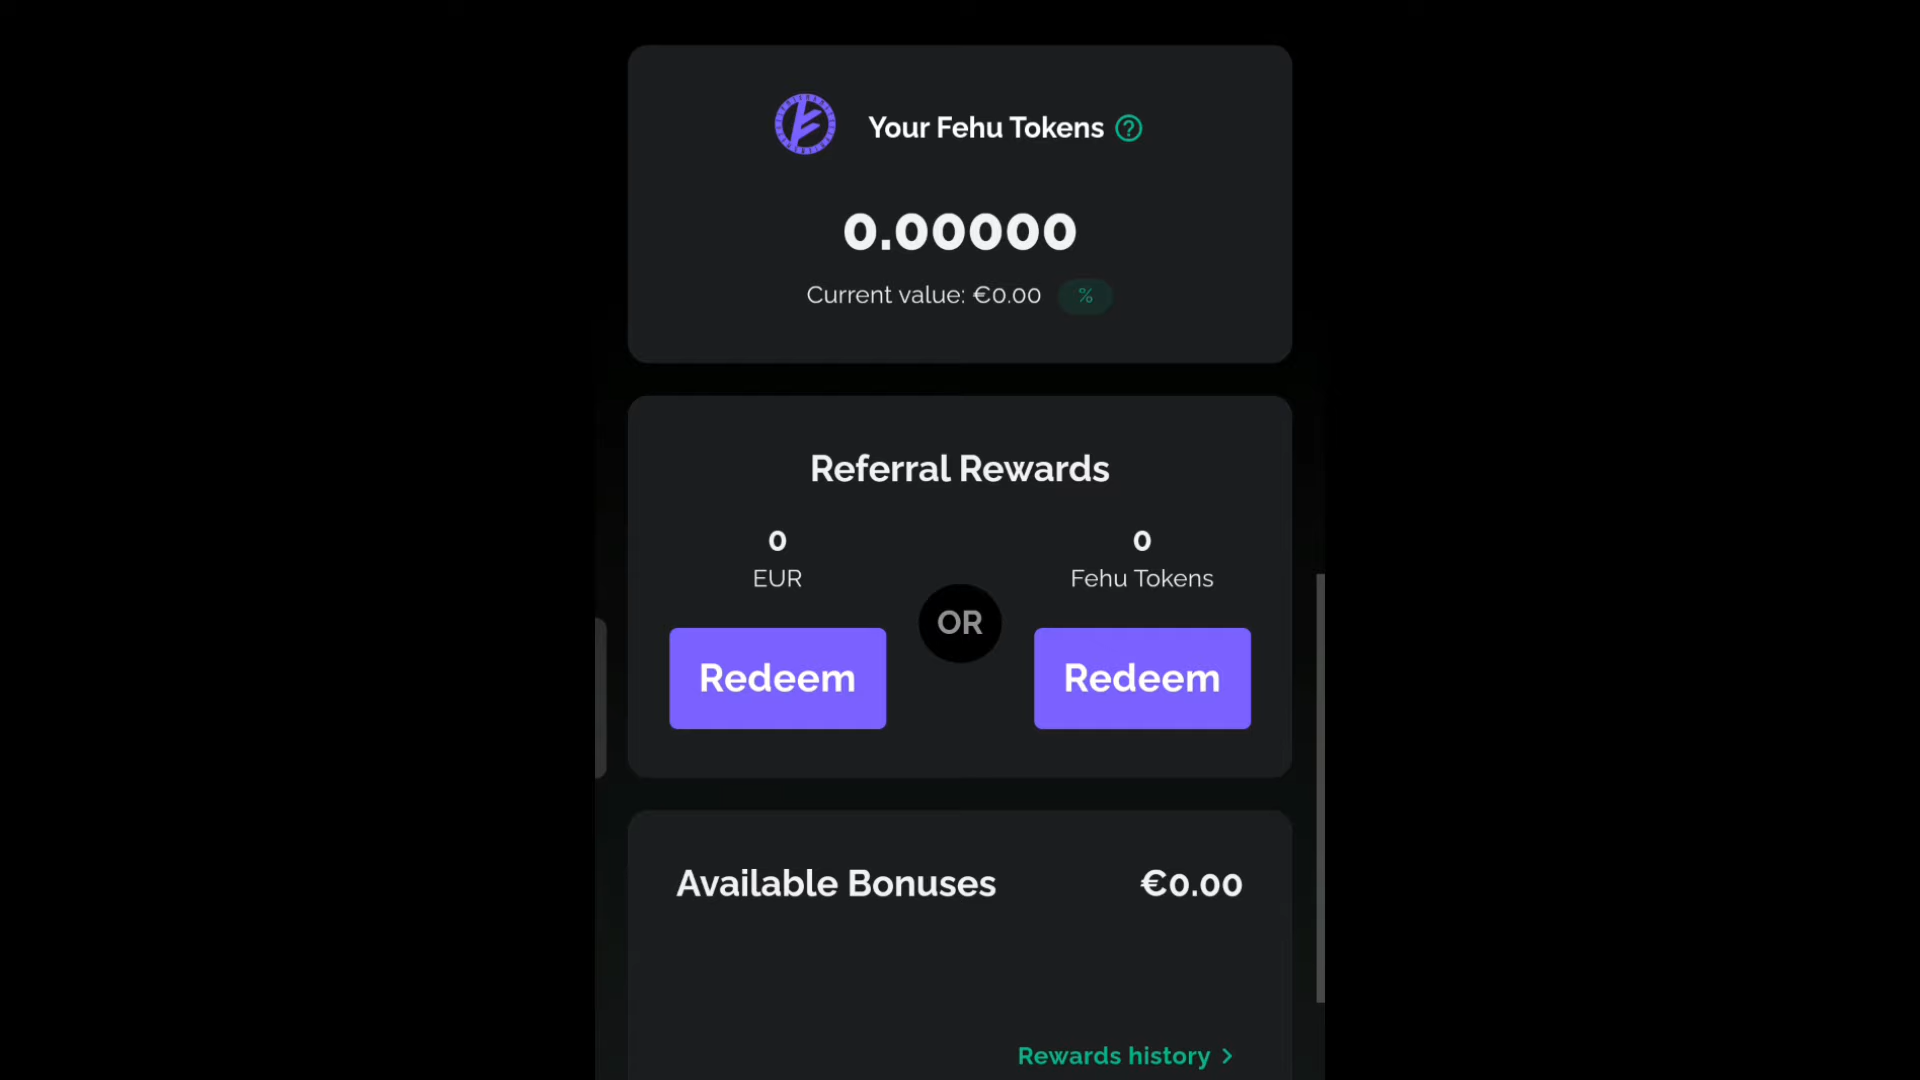 Your Fehu Tokens
0.00000
Current value: €0.00 %
Referral Rewards
0
EUR
Redeem
OR
0
Fehu Tokens
Redeem
Available Bonuses €0.00
Rewards history